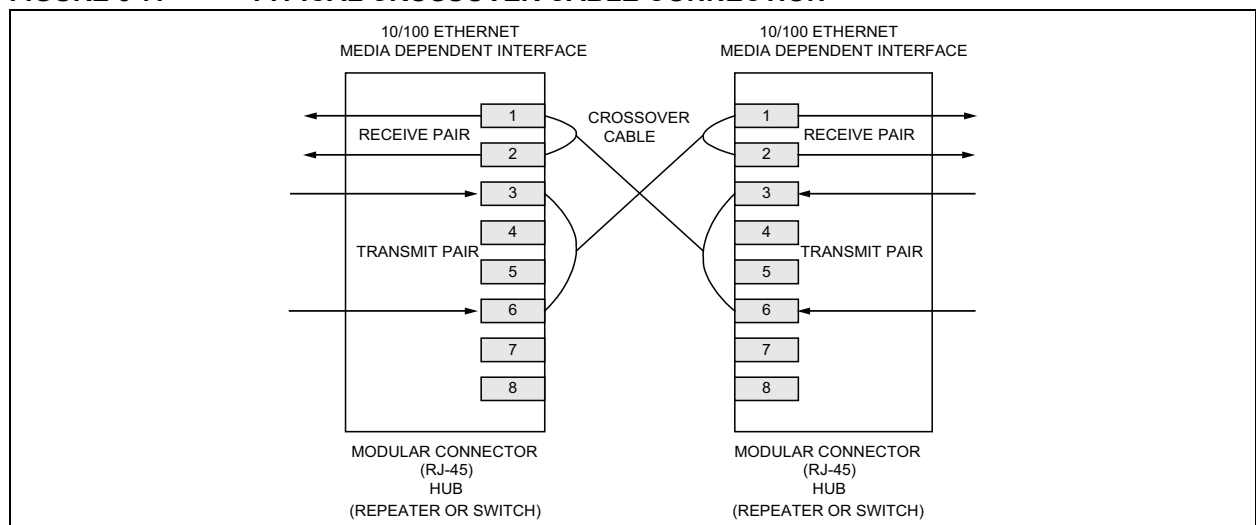 10/100 ETHERNET
MEDIA DEPENDENT INTERFACE
10/100 ETHERNET
MEDIA DEPENDENT INTERFACE
1
RECEIVE PAIR
2
3
4
TRANSMIT PAIR
5
6
7
8
CROSSOVER
CABLE
1
RECEIVE PAIR
2
3
4
TRANSMIT PAIR
5
6
7
8
MODULAR CONNECTOR
(RJ-45)
HUB
(REPEATER OR SWITCH)
MODULAR CONNECTOR
(RJ-45)
HUB
(REPEATER OR SWITCH)